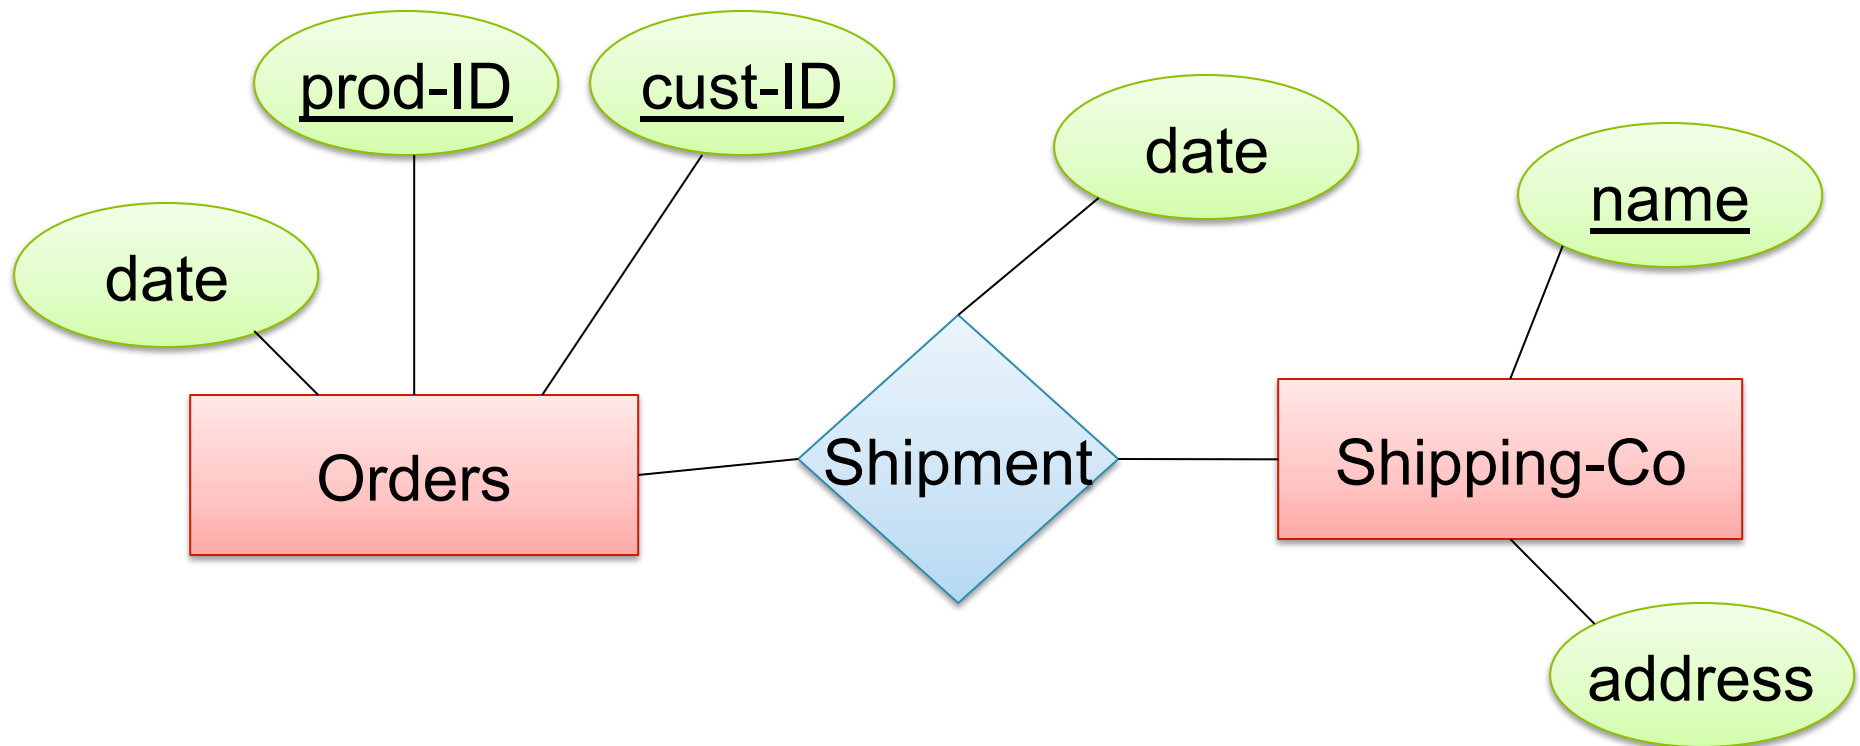 prod-ID
cust-ID
date
name
date
Orders
Shipment
Shipping-Co
address